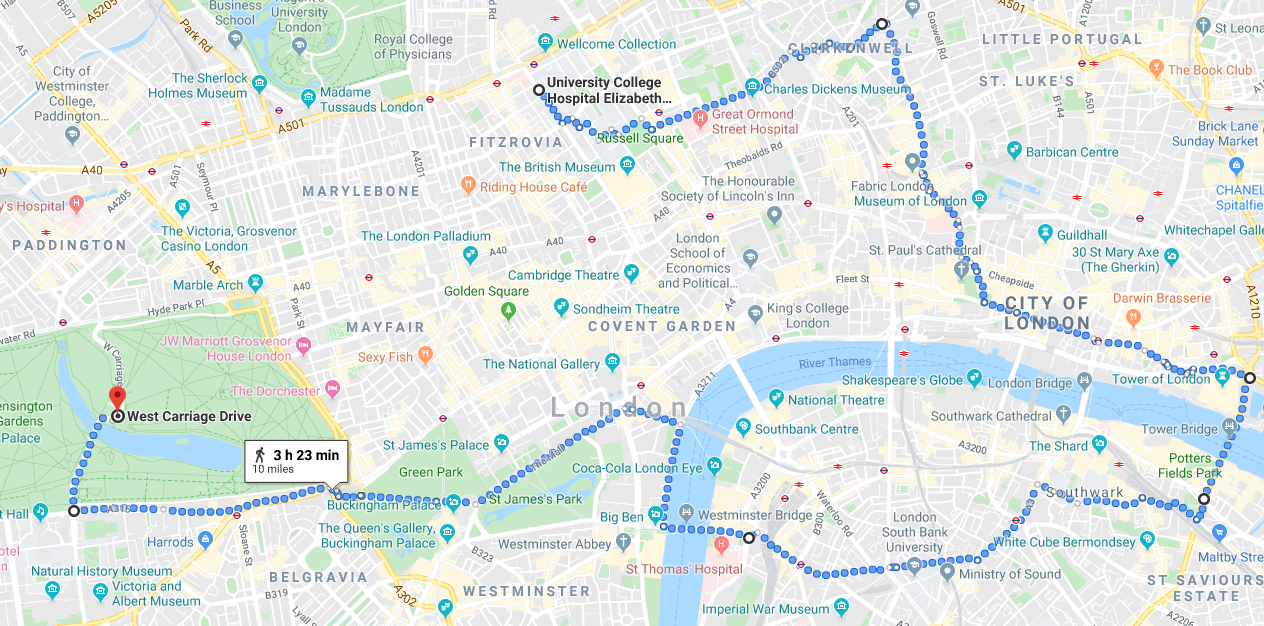 A5205
B507
Business
School
Regent's
University
London
Park Rd
Royal College
of Physicians
Wellcome Collection
University College
Hospital Elizabeth...
CLERKENWELL
Goswell Rd
A501
A1200
St Leona
LITTLE PORTUGAL
The Book Club
ST. LUKE'S
B144
City of
Westminster
College,
Paddington...
The Sherlock
Holmes Museum
Madame
Tussauds London
A501
B502
Charles Dickens Museum
Great Ormond
Street Hospital
A201
Russell Square
FITZROVIA
Theobalds Rd
Barbican Centre
Brick Lane
Sunday Market
A40
A501
A4201
The British Museum
MARYLEBONE
Riding House Café
The Honourable
Society of Lincoln's Inn
Fabric London
Museum of London
CHANEL
Spitalfie
y's Hospital
A4205
Seymour Pl
The Victoria, Grosvenor
Casino London
The London Palladium
A40
A40
A40
Guildhall
Whitechapel Galle
PADDINGTON
London
School of
Economics
and Political...
St. Paul's Cathedral
30 St Mary Axe
(The Gherkin)
A5
Marble Arch
A40
Cambridge Theatre
Fleet St
Cheapside
A1210
Golden Square
Sondheim Theatre
A4
King's College
London
CITY OF
LONDON
Darwin Brasserie
Hyde Park Pl
Park St
MAYFAIR
COVENT GARDEN
water Rd
W Carriage
JW Marriott Grosvenor
House London
Sexy Fish
The National Gallery
River Thames
Shakespeare's Globe
London Bridge
Tower of London
The Dorchester
A3211
National Theatre
ensington
Gardens
Palace
West Carriage Drive
London
Southwark Cathedral
Tower Bridge
St James's Palace
The Mall
Southbank Centre
A3200
The Shard
3 h 23 min
10 miles
Green Park
Coca-Cola London Eye
A3200
Potters
Fields Park
Buckingham Palace
St James's Park
Waterloo Rd
Southwark
t Hall
A315
Big Ben
Westminster Bridge
B300
A3
Harrods
Sloane St
The Queen's Gallery,
Buckingham Palace
Westminster Abbey
London
South Bank
University
White Cube Bermondsey
Maltby Stre
otel
B323
St Thomas' Hospital
Natural History Museum
BELGRAVIA
Ministry of Sound
ST SAVIOURS
ESTATE
Victoria and
Albert Museum
B319
A302
WESTMINSTER
Imperial War Museum
A2206
Lyall S